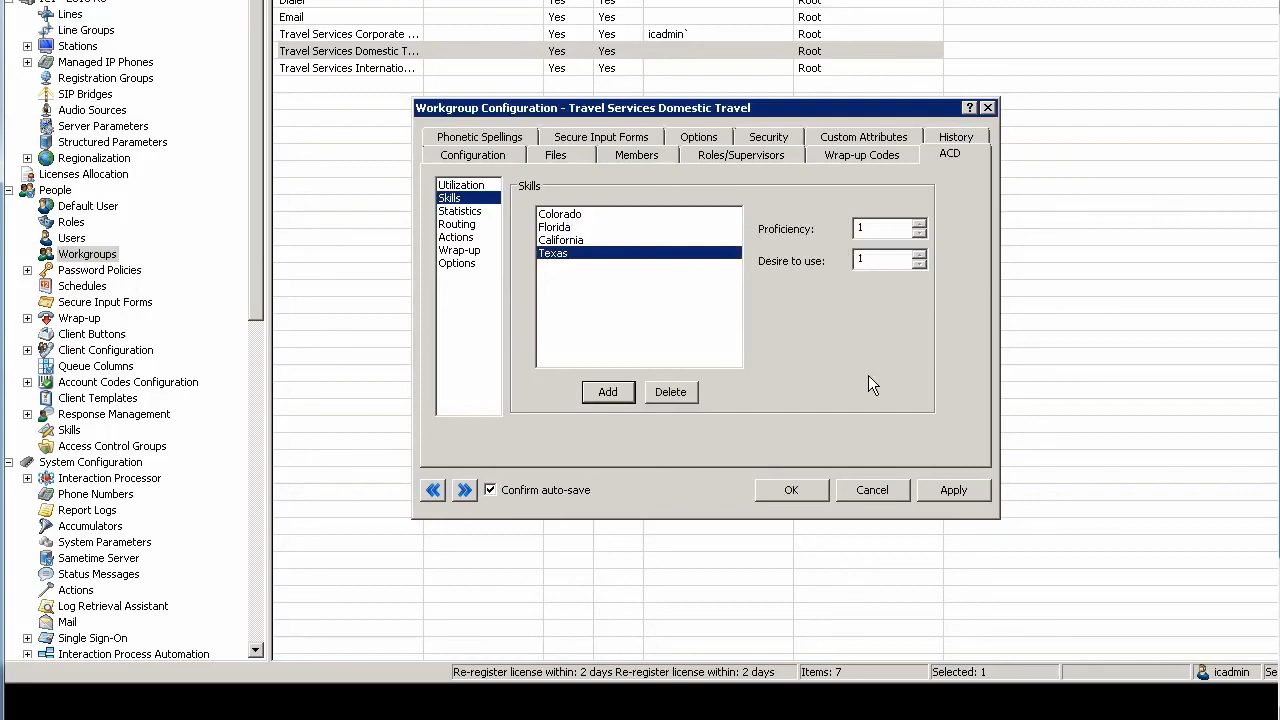 Lines
Line Groups
Stations
Managed IP Phones
Registration Groups
SIP Bridges
Audio Sources
Server Parameters
Structured Parameters
Regionalization
Licenses Allocation
People
Default User
Roles
Users
Workgroups
Password Policies
Schedules
Secure Input Forms
Wrap-up
Client Buttons
Client Configuration
Queue Columns
Account Codes Configuration
Client Templates
Response Management
Skills
Access Control Groups
System Configuration
Interaction Processor
Phone Numbers
Report Logs
Accumulators
System Parameters
Sametime Server
Status Messages
Actions
Log Retrieval Assistant
Mail
Single Sign-On
Interaction Process Automation
Dialer Yes Yes Root
Email Yes Yes Root
Travel Services Corporate ... Yes Yes icadmin` Root
Travel Services Domestic T... Yes Yes Root
Travel Services Internatio... Yes Yes Root
Workgroup Configuration - Travel Services Domestic Travel
Phonetic Spellings Secure Input Forms Options Security Custom Attributes History
Configuration Files Members Roles/Supervisors Wrap-up Codes ACD
Utilization
Skills
Statistics
Routing
Actions
Wrap-up
Options
Skills
Colorado
Florida
California
Texas
Proficiency: 1
Desire to use: 1
Add Delete
Confirm auto-save OK Cancel Apply
Re-register license within: 2 days Re-register license within: 2 days Items: 7 Selected: 1 icadmin Se